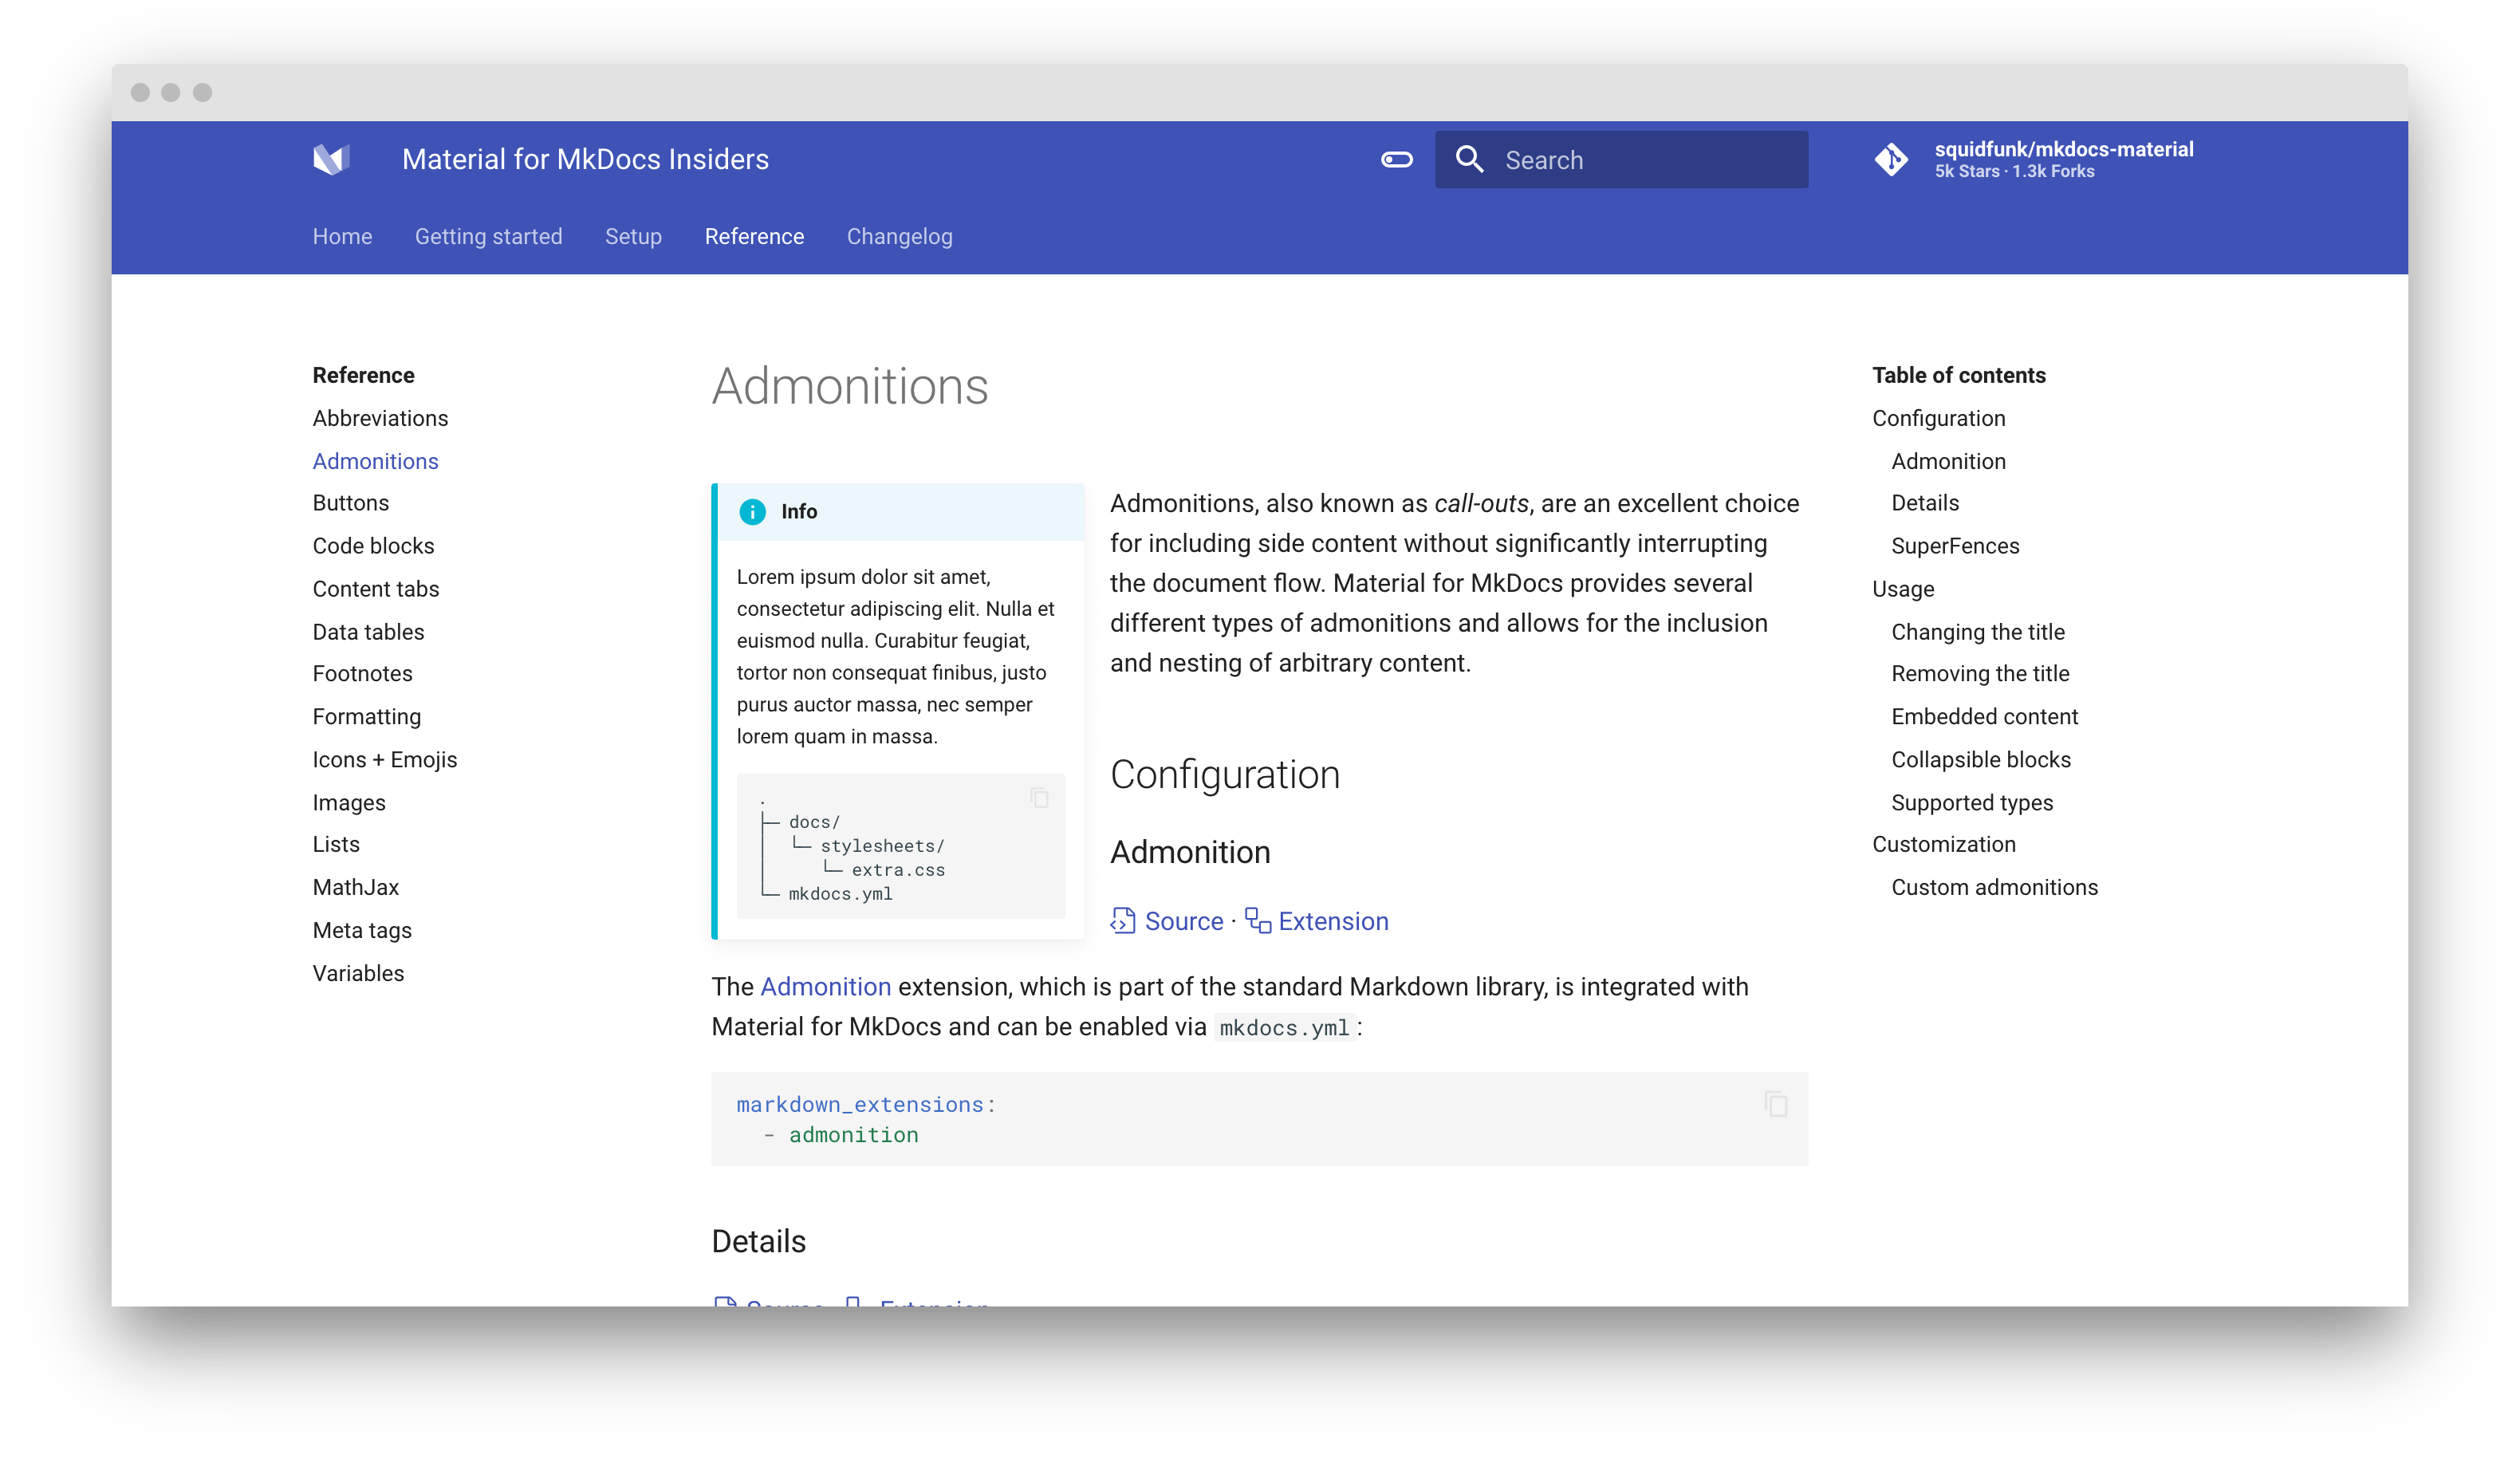 Material for MkDocs Insiders
Search
squidfunk/mkdocs-material
5k Stars · 1.3k Forks
Home
Getting started
Setup
Reference
Changelog
Reference
Abbreviations
Admonitions
Buttons
Code blocks
Content tabs
Data tables
Footnotes
Formatting
Icons + Emojis
Images
Lists
MathJax
Meta tags
Variables
Admonitions
Info
Lorem ipsum dolor sit amet,
consectetur adipiscing elit. Nulla et
euismod nulla. Curabitur feugiat,
tortor non consequat finibus, justo
purus auctor massa, nec semper
lorem quam in massa.
.
├─ docs/
│  └─ stylesheets/
│     └─ extra.css
└─ mkdocs.yml
Admonitions, also known as call-outs, are an excellent choice
for including side content without significantly interrupting
the document flow. Material for MkDocs provides several
different types of admonitions and allows for the inclusion
and nesting of arbitrary content.
Configuration
Admonition
Source · Extension
The Admonition extension, which is part of the standard Markdown library, is integrated with
Material for MkDocs and can be enabled via mkdocs.yml:
markdown_extensions:
  - admonition
Details
Source · Extension
Table of contents
Configuration
Admonition
Details
SuperFences
Usage
Changing the title
Removing the title
Embedded content
Collapsible blocks
Supported types
Customization
Custom admonitions